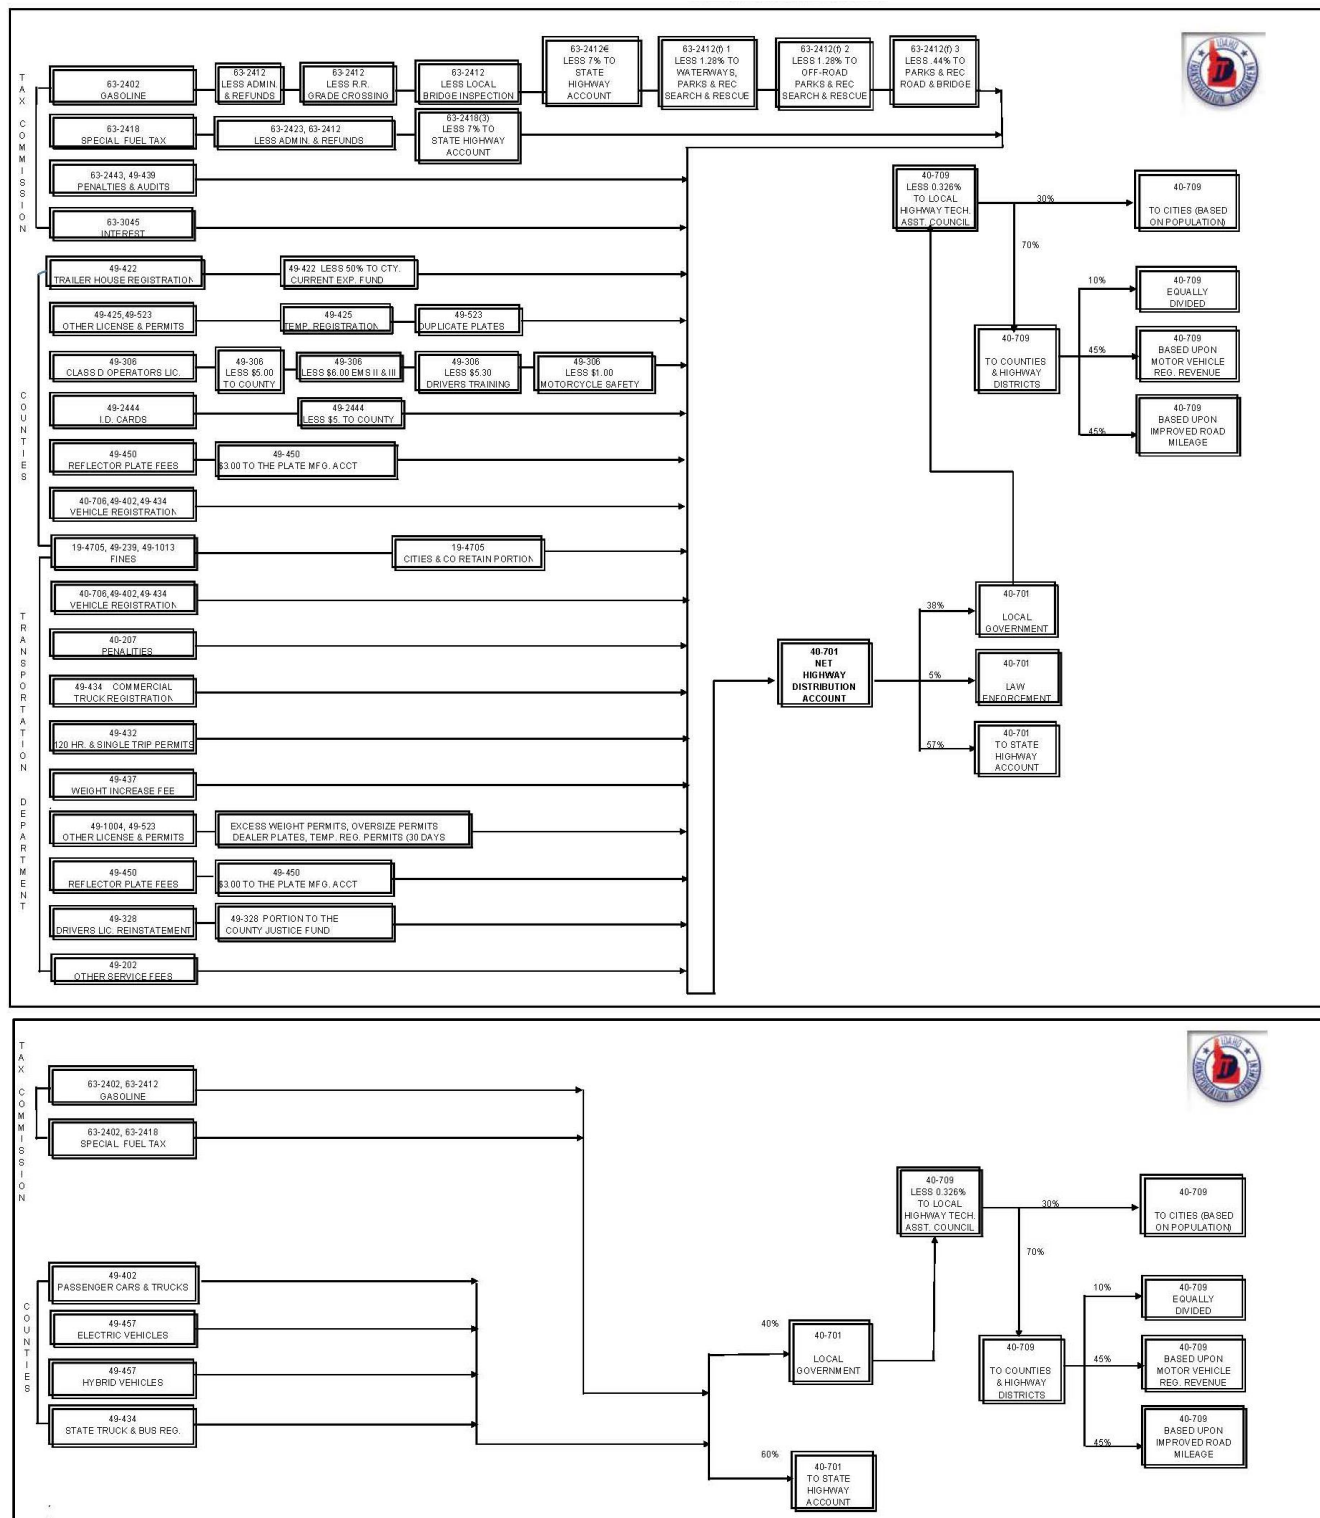 TAX COMMISSION
63-2402
GASOLINE
63-2412
LESS ADMIN.
& REFUNDS
63-2412
LESS R.R.
GRADE CROSSING
63-2412
LESS LOCAL
BRIDGE INSPECTION
63-2412€
LESS 7% TO
STATE
HIGHWAY
ACCOUNT
63-2412(f) 1
LESS 1.28% TO
WATERWAYS,
PARKS & REC
SEARCH & RESCUE
63-2412(f) 2
LESS 1.28% TO
OFF-ROAD
PARKS & REC
SEARCH & RESCUE
63-2412(f) 3
LESS .44% TO
PARKS & REC
ROAD & BRIDGE
IDAHO
TRANSPORTATION DEPARTMENT
63-2418
SPECIAL FUEL TAX
63-2423, 63-2412
LESS ADMIN. & REFUNDS
63-2418(3)
LESS 7% TO
STATE HIGHWAY
ACCOUNT
63-2443, 49-439
PENALTIES & AUDITS
63-3045
INTEREST
40-709
LESS 0.326%
TO LOCAL
HIGHWAY TECH.
ASST. COUNCIL
30%
70%
40-709
TO CITIES (BASED
ON POPULATION)
COUNTIES
49-422
TRAILER HOUSE REGISTRATION
49-422 LESS 50% TO CTY.
CURRENT EXP. FUND
49-425,49-523
OTHER LICENSE & PERMITS
49-425
TEMP. REGISTRATION
49-523
DUPLICATE PLATES
49-306
CLASS D OPERATORS LIC.
49-306
LESS $5.00
TO COUNTY
49-306
LESS $6.00 EMS II & III
49-306
LESS $5.30
DRIVERS TRAINING
49-306
LESS $1.00
MOTORCYCLE SAFETY
40-709
TO COUNTIES
& HIGHWAY
DISTRICTS
10%
45%
45%
40-709
EQUALLY
DIVIDED
40-709
BASED UPON
MOTOR VEHICLE
REG. REVENUE
40-709
BASED UPON
IMPROVED ROAD
MILEAGE
49-2444
I.D. CARDS
49-2444
LESS $5. TO COUNTY
49-450
REFLECTOR PLATE FEES
49-450
$3.00 TO THE PLATE MFG. ACCT
40-706,49-402,49-434
VEHICLE REGISTRATION
19-4705, 49-239, 49-1013
FINES
19-4705
CITIES & CO RETAIN PORTION
TRANSPORTATION DEPARTMENT
40-706,49-402,49-434
VEHICLE REGISTRATION
40-207
PENALITIES
49-434 COMMERCIAL
TRUCK REGISTRATION
40-701
NET
HIGHWAY
DISTRIBUTION
ACCOUNT
38%
5%
57%
40-701
LOCAL
GOVERNMENT
40-701
LAW
ENFORCEMENT
40-701
TO STATE
HIGHWAY
ACCOUNT
49-432
120 HR. & SINGLE TRIP PERMITS
49-437
WEIGHT INCREASE FEE
49-1004, 49-523
OTHER LICENSE & PERMITS
EXCESS WEIGHT PERMITS, OVERSIZE PERMITS
DEALER PLATES, TEMP. REG. PERMITS (30 DAYS
49-450
REFLECTOR PLATE FEES
49-450
$3.00 TO THE PLATE MFG. ACCT
49-328
DRIVERS LIC. REINSTATEMENT
49-328 PORTION TO THE
COUNTY JUSTICE FUND
49-202
OTHER SERVICE FEES
TAX COMMISSION
63-2402, 63-2412
GASOLINE
63-2402, 63-2418
SPECIAL FUEL TAX
IDAHO
TRANSPORTATION DEPARTMENT
COUNTIES
49-402
PASSENGER CARS & TRUCKS
49-457
ELECTRIC VEHICLES
49-457
HYBRID VEHICLES
49-434
STATE TRUCK & BUS REG.
40%
60%
40-701
LOCAL
GOVERNMENT
40-701
TO STATE
HIGHWAY
ACCOUNT
40-709
LESS 0.326%
TO LOCAL
HIGHWAY TECH.
ASST. COUNCIL
30%
70%
40-709
TO CITIES (BASED
ON POPULATION)
40-709
TO COUNTIES
& HIGHWAY
DISTRICTS
10%
45%
45%
40-709
EQUALLY
DIVIDED
40-709
BASED UPON
MOTOR VEHICLE
REG. REVENUE
40-709
BASED UPON
IMPROVED ROAD
MILEAGE